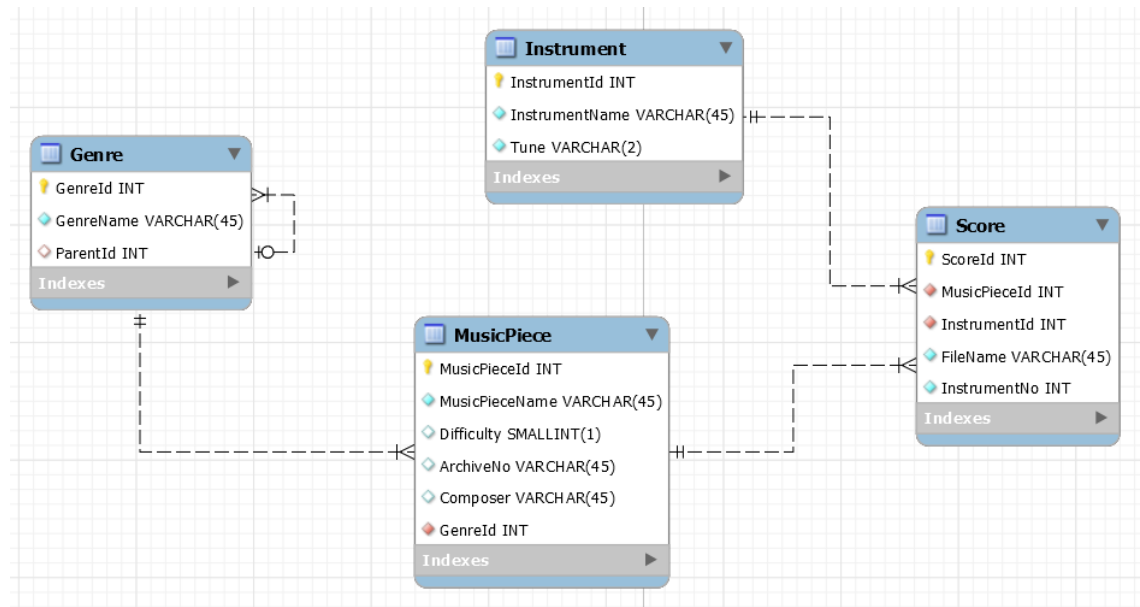 Instrument
InstrumentId INT
InstrumentName VARCHAR(45)
Tune VARCHAR(2)
Indexes
Genre
GenreId INT
GenreName VARCHAR(45)
ParentId INT
Indexes
Score
ScoreId INT
MusicPieceId INT
InstrumentId INT
FileName VARCHAR(45)
InstrumentNo INT
Indexes
MusicPiece
MusicPieceId INT
MusicPieceName VARCHAR(45)
Difficulty SMALLINT(1)
ArchiveNo VARCHAR(45)
Composer VARCHAR(45)
GenreId INT
Indexes